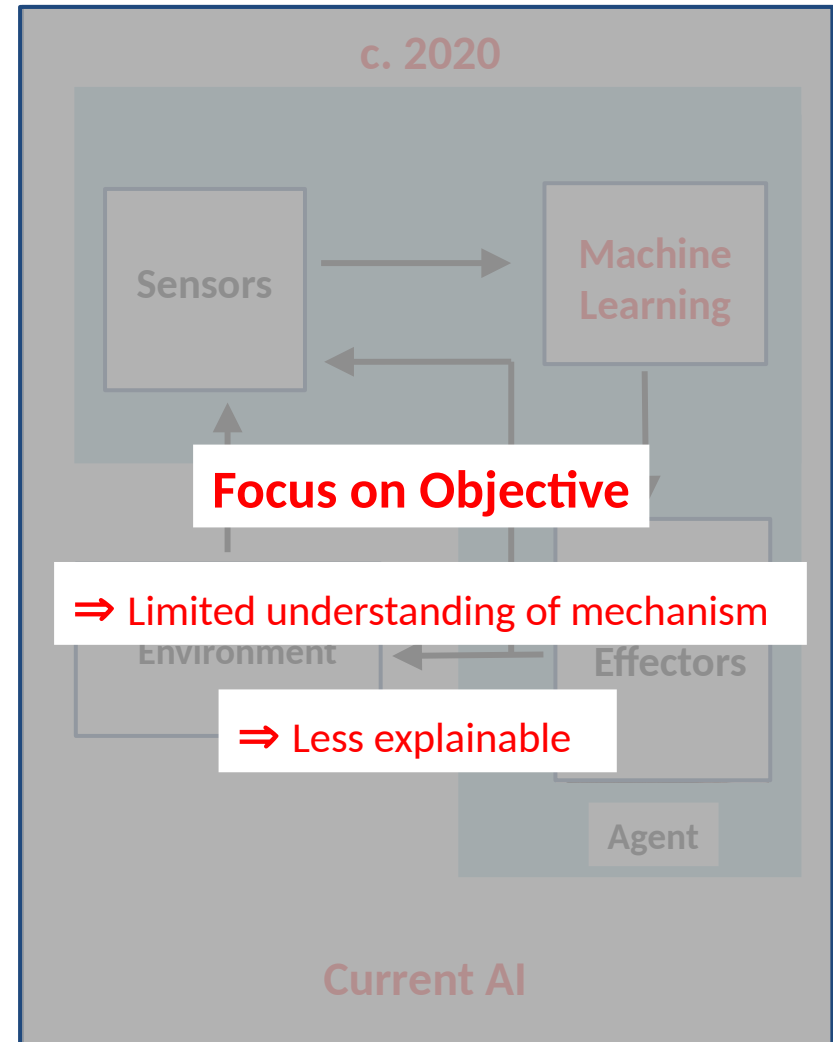 c. 2020
Sensors
Machine
Learning
Focus on Objective
⇒ Limited understanding of mechanism
Environment
Effectors
⇒ Less explainable
Agent
Current AI